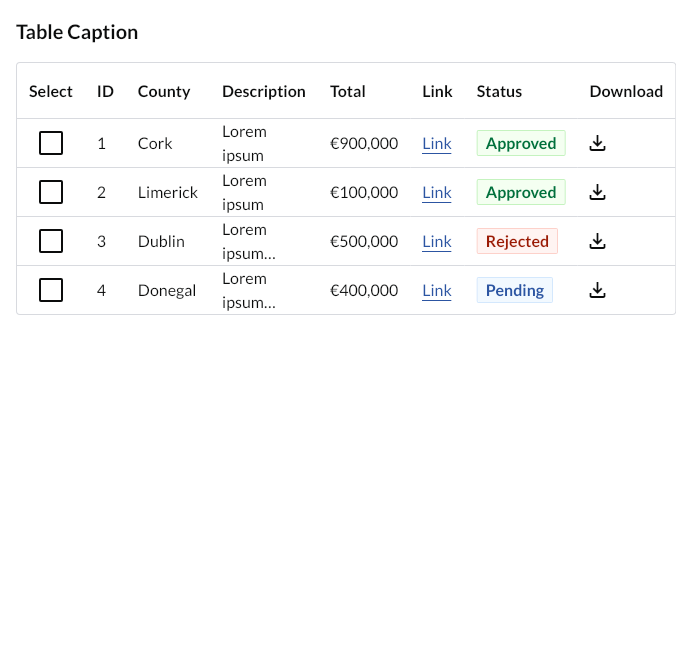 Table Caption
Select ID County Description Total Link Status Download
1 Cork Lorem ipsum €900,000 Link Approved
2 Limerick Lorem ipsum €100,000 Link Approved
3 Dublin Lorem ipsum... €500,000 Link Rejected
4 Donegal Lorem ipsum... €400,000 Link Pending